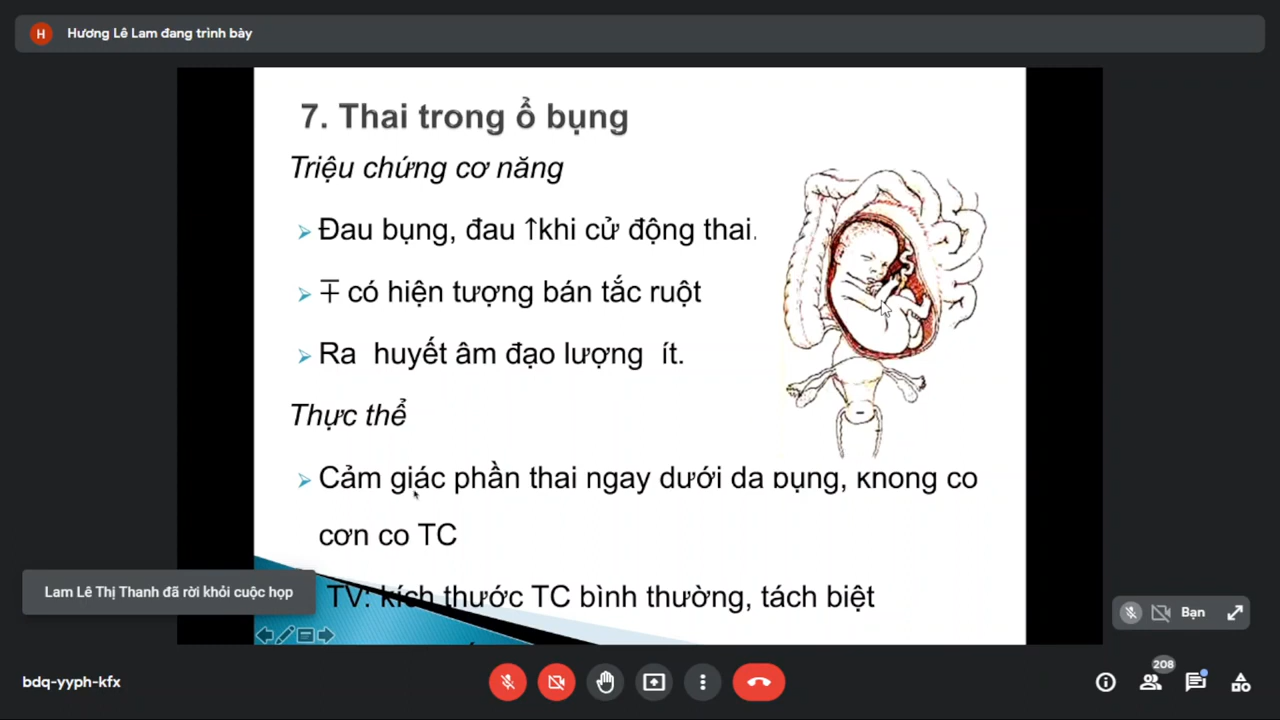 H Hương Lê Lam đang trình bày
7. Thai trong ổ bụng
Triệu chứng cơ năng
➢ Đau bụng, đau ↑khi cử động thai.
➢ ∓ có hiện tượng bán tắc ruột
➢ Ra huyết âm đạo lượng ít.
Thực thể
➢ Cảm giác phần thai ngay dưới da bụng, không có
cơn co TC
TV: kích thước TC bình thường, tách biệt
Lam Lê Thị Thanh đã rời khỏi cuộc họp
Bạn
208
bdq-yyph-kfx